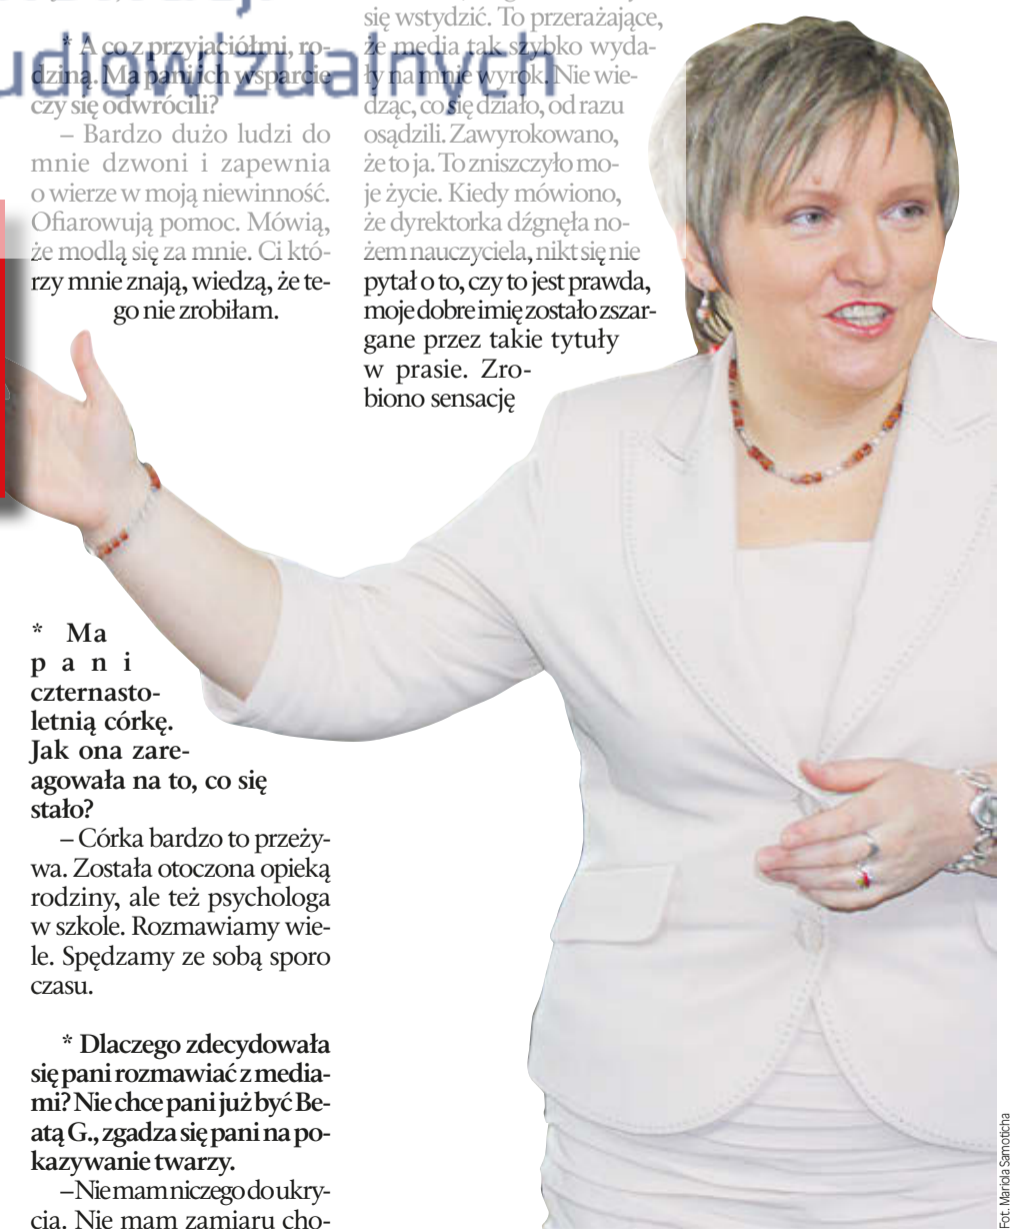 udiowizualnych
* A co z przyjaciółmi, ro-
dziną. Ma pani ich wsparcie
czy się odwrócili?
– Bardzo dużo ludzi do
mnie dzwoni i zapewnia
o wierze w moją niewinność.
Ofiarowują pomoc. Mówią,
że modlą się za mnie. Ci któ-
rzy mnie znają, wiedzą, że te-
go nie zrobiłam.
* Ma
pani
czternasto-
letnią córkę.
Jak ona zare-
agowała na to, co się
stało?
– Córka bardzo to przeży-
wa. Została otoczona opieką
rodziny, ale też psychologa
w szkole. Rozmawiamy wie-
le. Spędzamy ze sobą sporo
czasu.
* Dlaczego zdecydowała
się pani rozmawiać z media-
mi? Nie chce pani już być Be-
atą G., zgadza się pani na po-
kazywanie twarzy.
– Nie mam niczego do ukry-
cia. Nie mam zamiaru cho-
się wstydzić. To przerażające,
że media tak szybko wyda-
ły na mnie wyrok. Nie wie-
dząc, co się działo, od razu
osądzili. Zawyrokowano,
że to ja. To zniszczyło mo-
je życie. Kiedy mówiono,
że dyrektorka dźgnęła no-
żem nauczyciela, nikt się nie
pytał o to, czy to jest prawda,
moje dobre imię zostało zszar-
gane przez takie tytuły
w prasie. Zro-
biono sensację
Fot. Mariola Samoticha